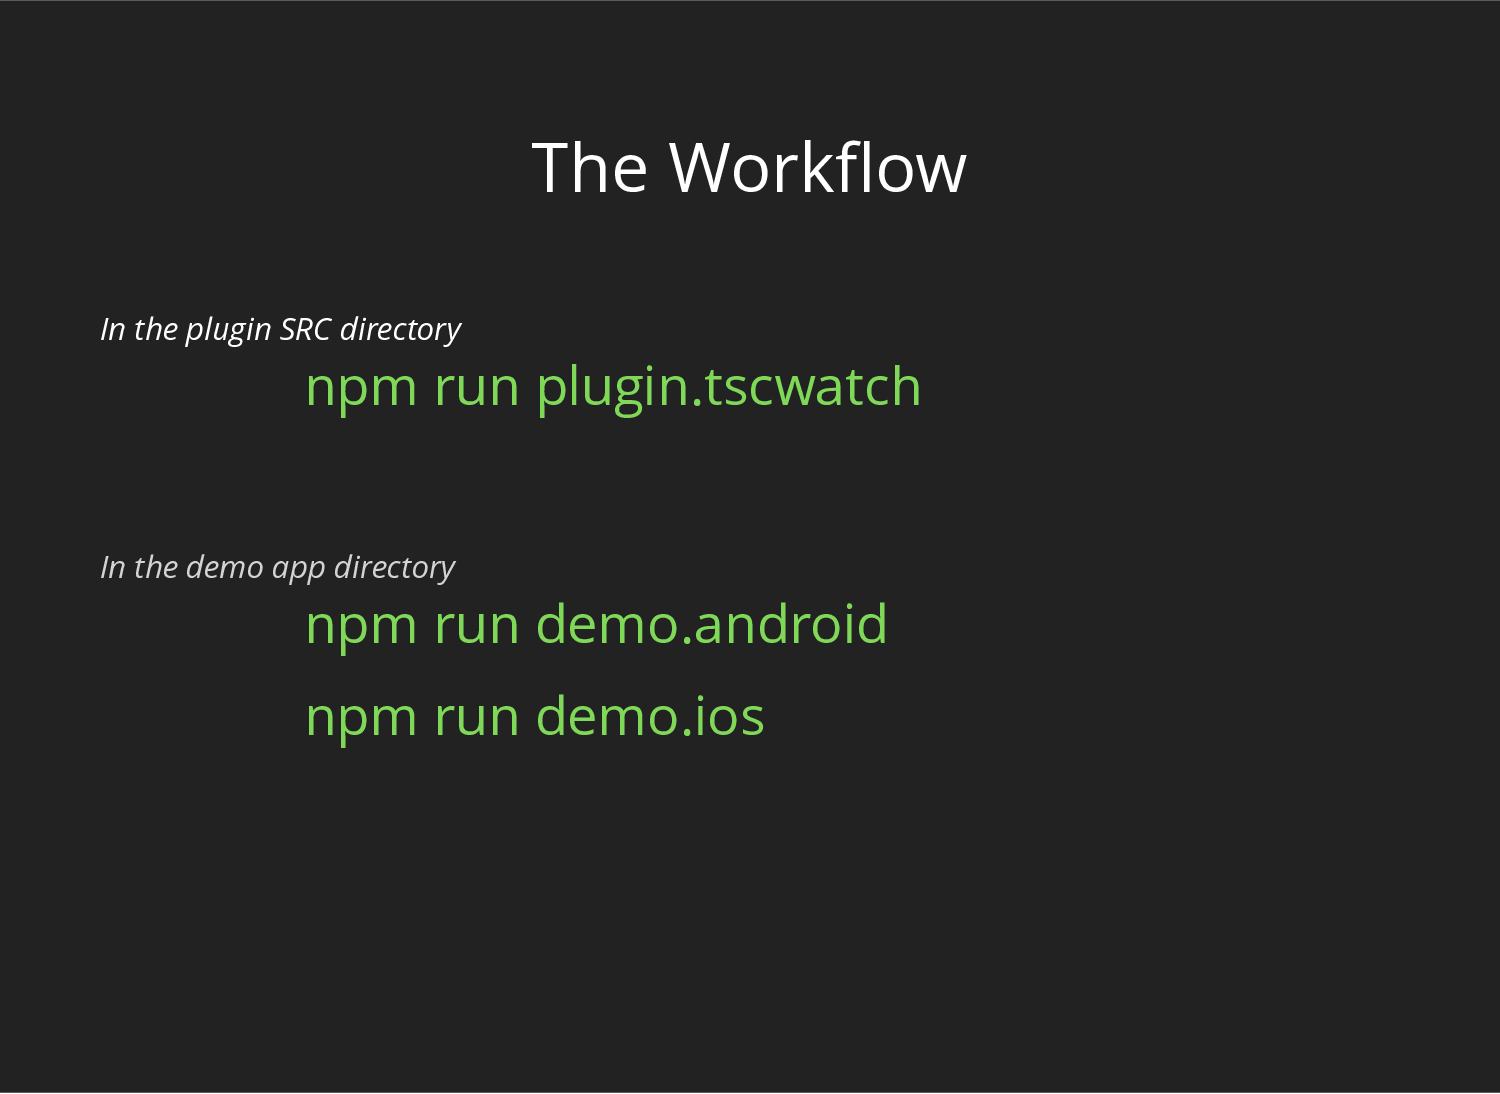 The Workflow
In the plugin SRC directory
npm run plugin.tscwatch
In the demo app directory
npm run demo.android
npm run demo.ios